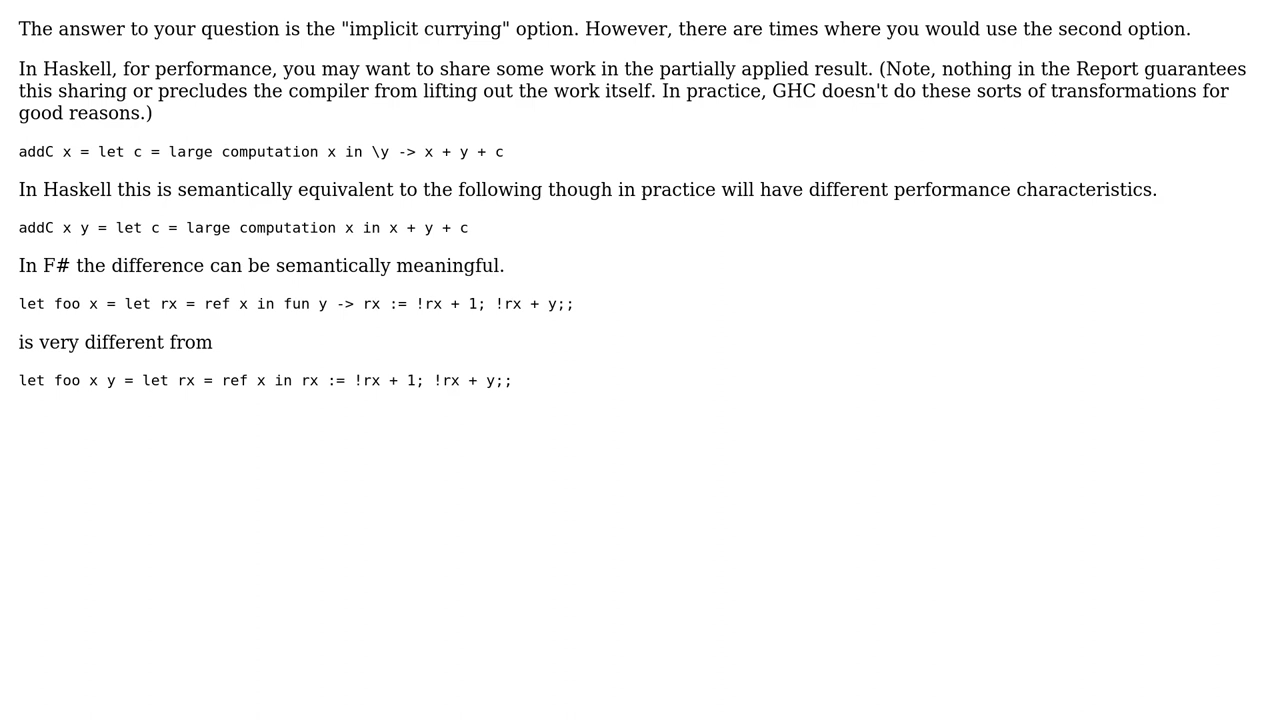 The answer to your question is the "implicit currying" option. However, there are times where you would use the second option.
In Haskell, for performance, you may want to share some work in the partially applied result. (Note, nothing in the Report guarantees
this sharing or precludes the compiler from lifting out the work itself. In practice, GHC doesn't do these sorts of transformations for
good reasons.)
addC x = let c = large computation x in \y -> x + y + c
In Haskell this is semantically equivalent to the following though in practice will have different performance characteristics.
addC x y = let c = large computation x in x + y + c
In F# the difference can be semantically meaningful.
let foo x = let rx = ref x in fun y -> rx := !rx + 1; !rx + y;;
is very different from
let foo x y = let rx = ref x in rx := !rx + 1; !rx + y;;